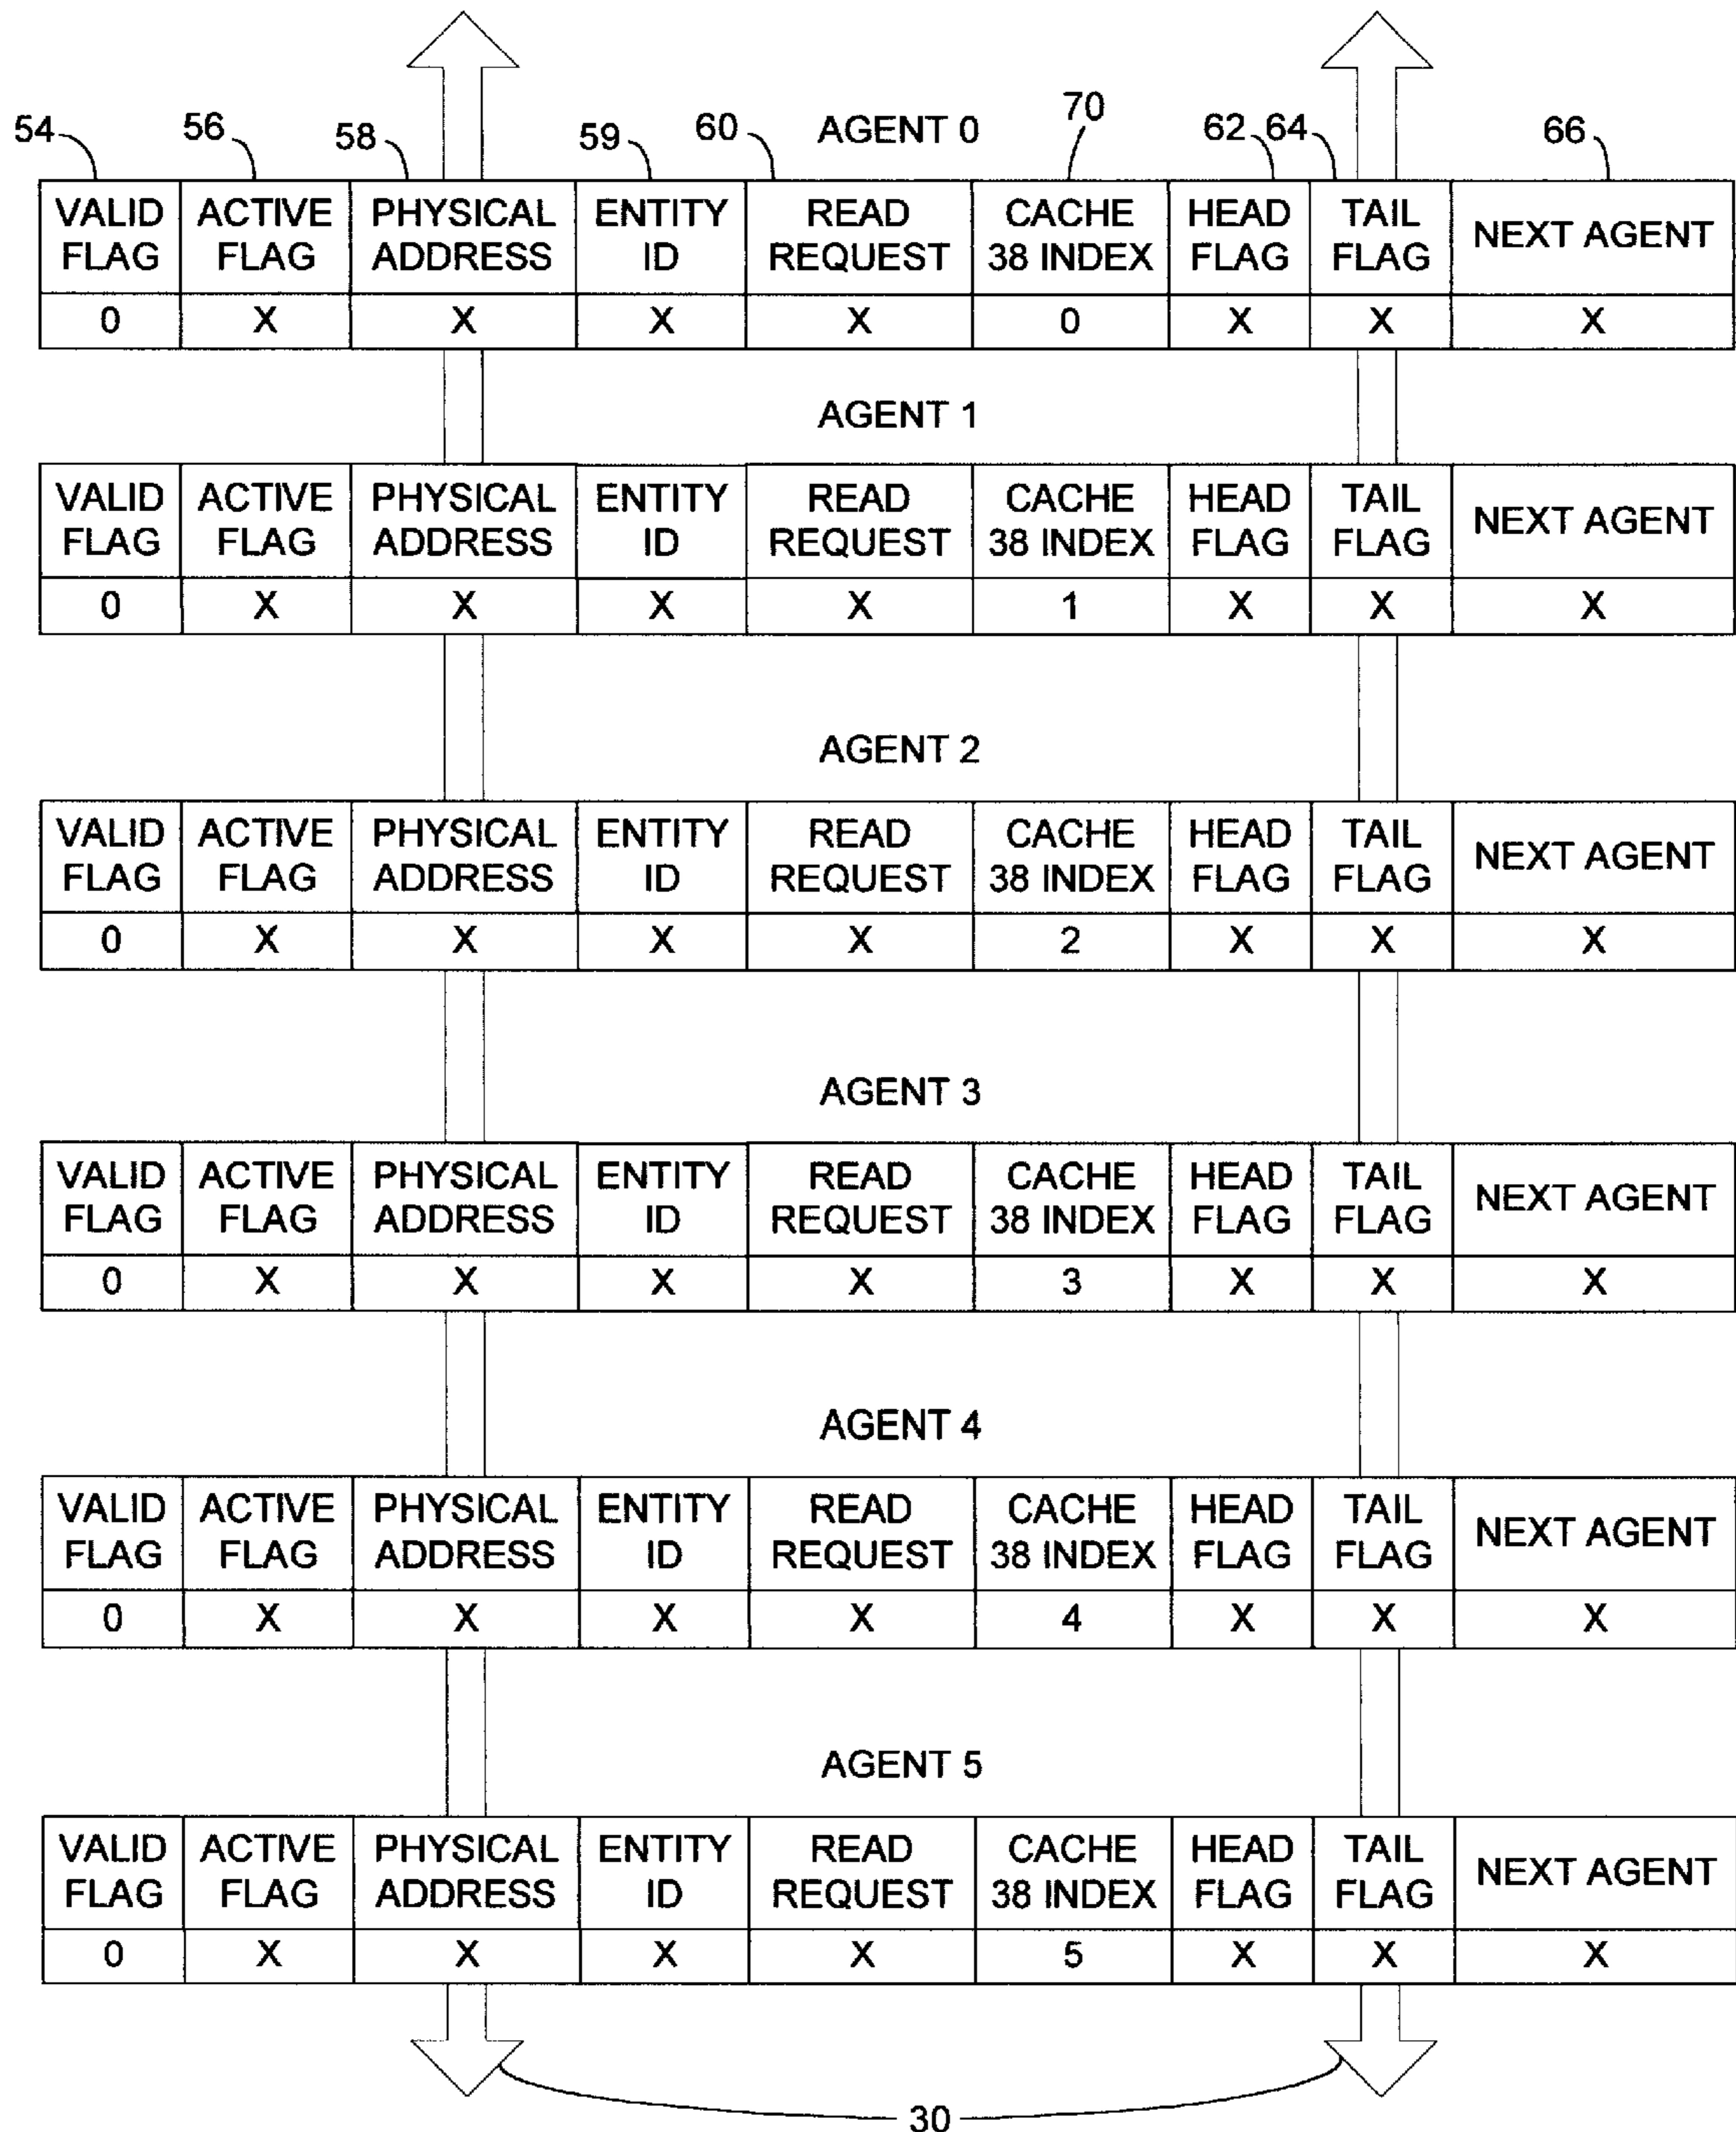 54 56 58 59 60 AGENT 0 70 62 64 66
VALID FLAG ACTIVE FLAG PHYSICAL ADDRESS ENTITY ID READ REQUEST CACHE 38 INDEX HEAD FLAG TAIL FLAG NEXT AGENT
0 X X X X 0 X X X
AGENT 1
VALID FLAG ACTIVE FLAG PHYSICAL ADDRESS ENTITY ID READ REQUEST CACHE 38 INDEX HEAD FLAG TAIL FLAG NEXT AGENT
0 X X X X 1 X X X
AGENT 2
VALID FLAG ACTIVE FLAG PHYSICAL ADDRESS ENTITY ID READ REQUEST CACHE 38 INDEX HEAD FLAG TAIL FLAG NEXT AGENT
0 X X X X 2 X X X
AGENT 3
VALID FLAG ACTIVE FLAG PHYSICAL ADDRESS ENTITY ID READ REQUEST CACHE 38 INDEX HEAD FLAG TAIL FLAG NEXT AGENT
0 X X X X 3 X X X
AGENT 4
VALID FLAG ACTIVE FLAG PHYSICAL ADDRESS ENTITY ID READ REQUEST CACHE 38 INDEX HEAD FLAG TAIL FLAG NEXT AGENT
0 X X X X 4 X X X
AGENT 5
VALID FLAG ACTIVE FLAG PHYSICAL ADDRESS ENTITY ID READ REQUEST CACHE 38 INDEX HEAD FLAG TAIL FLAG NEXT AGENT
0 X X X X 5 X X X
30